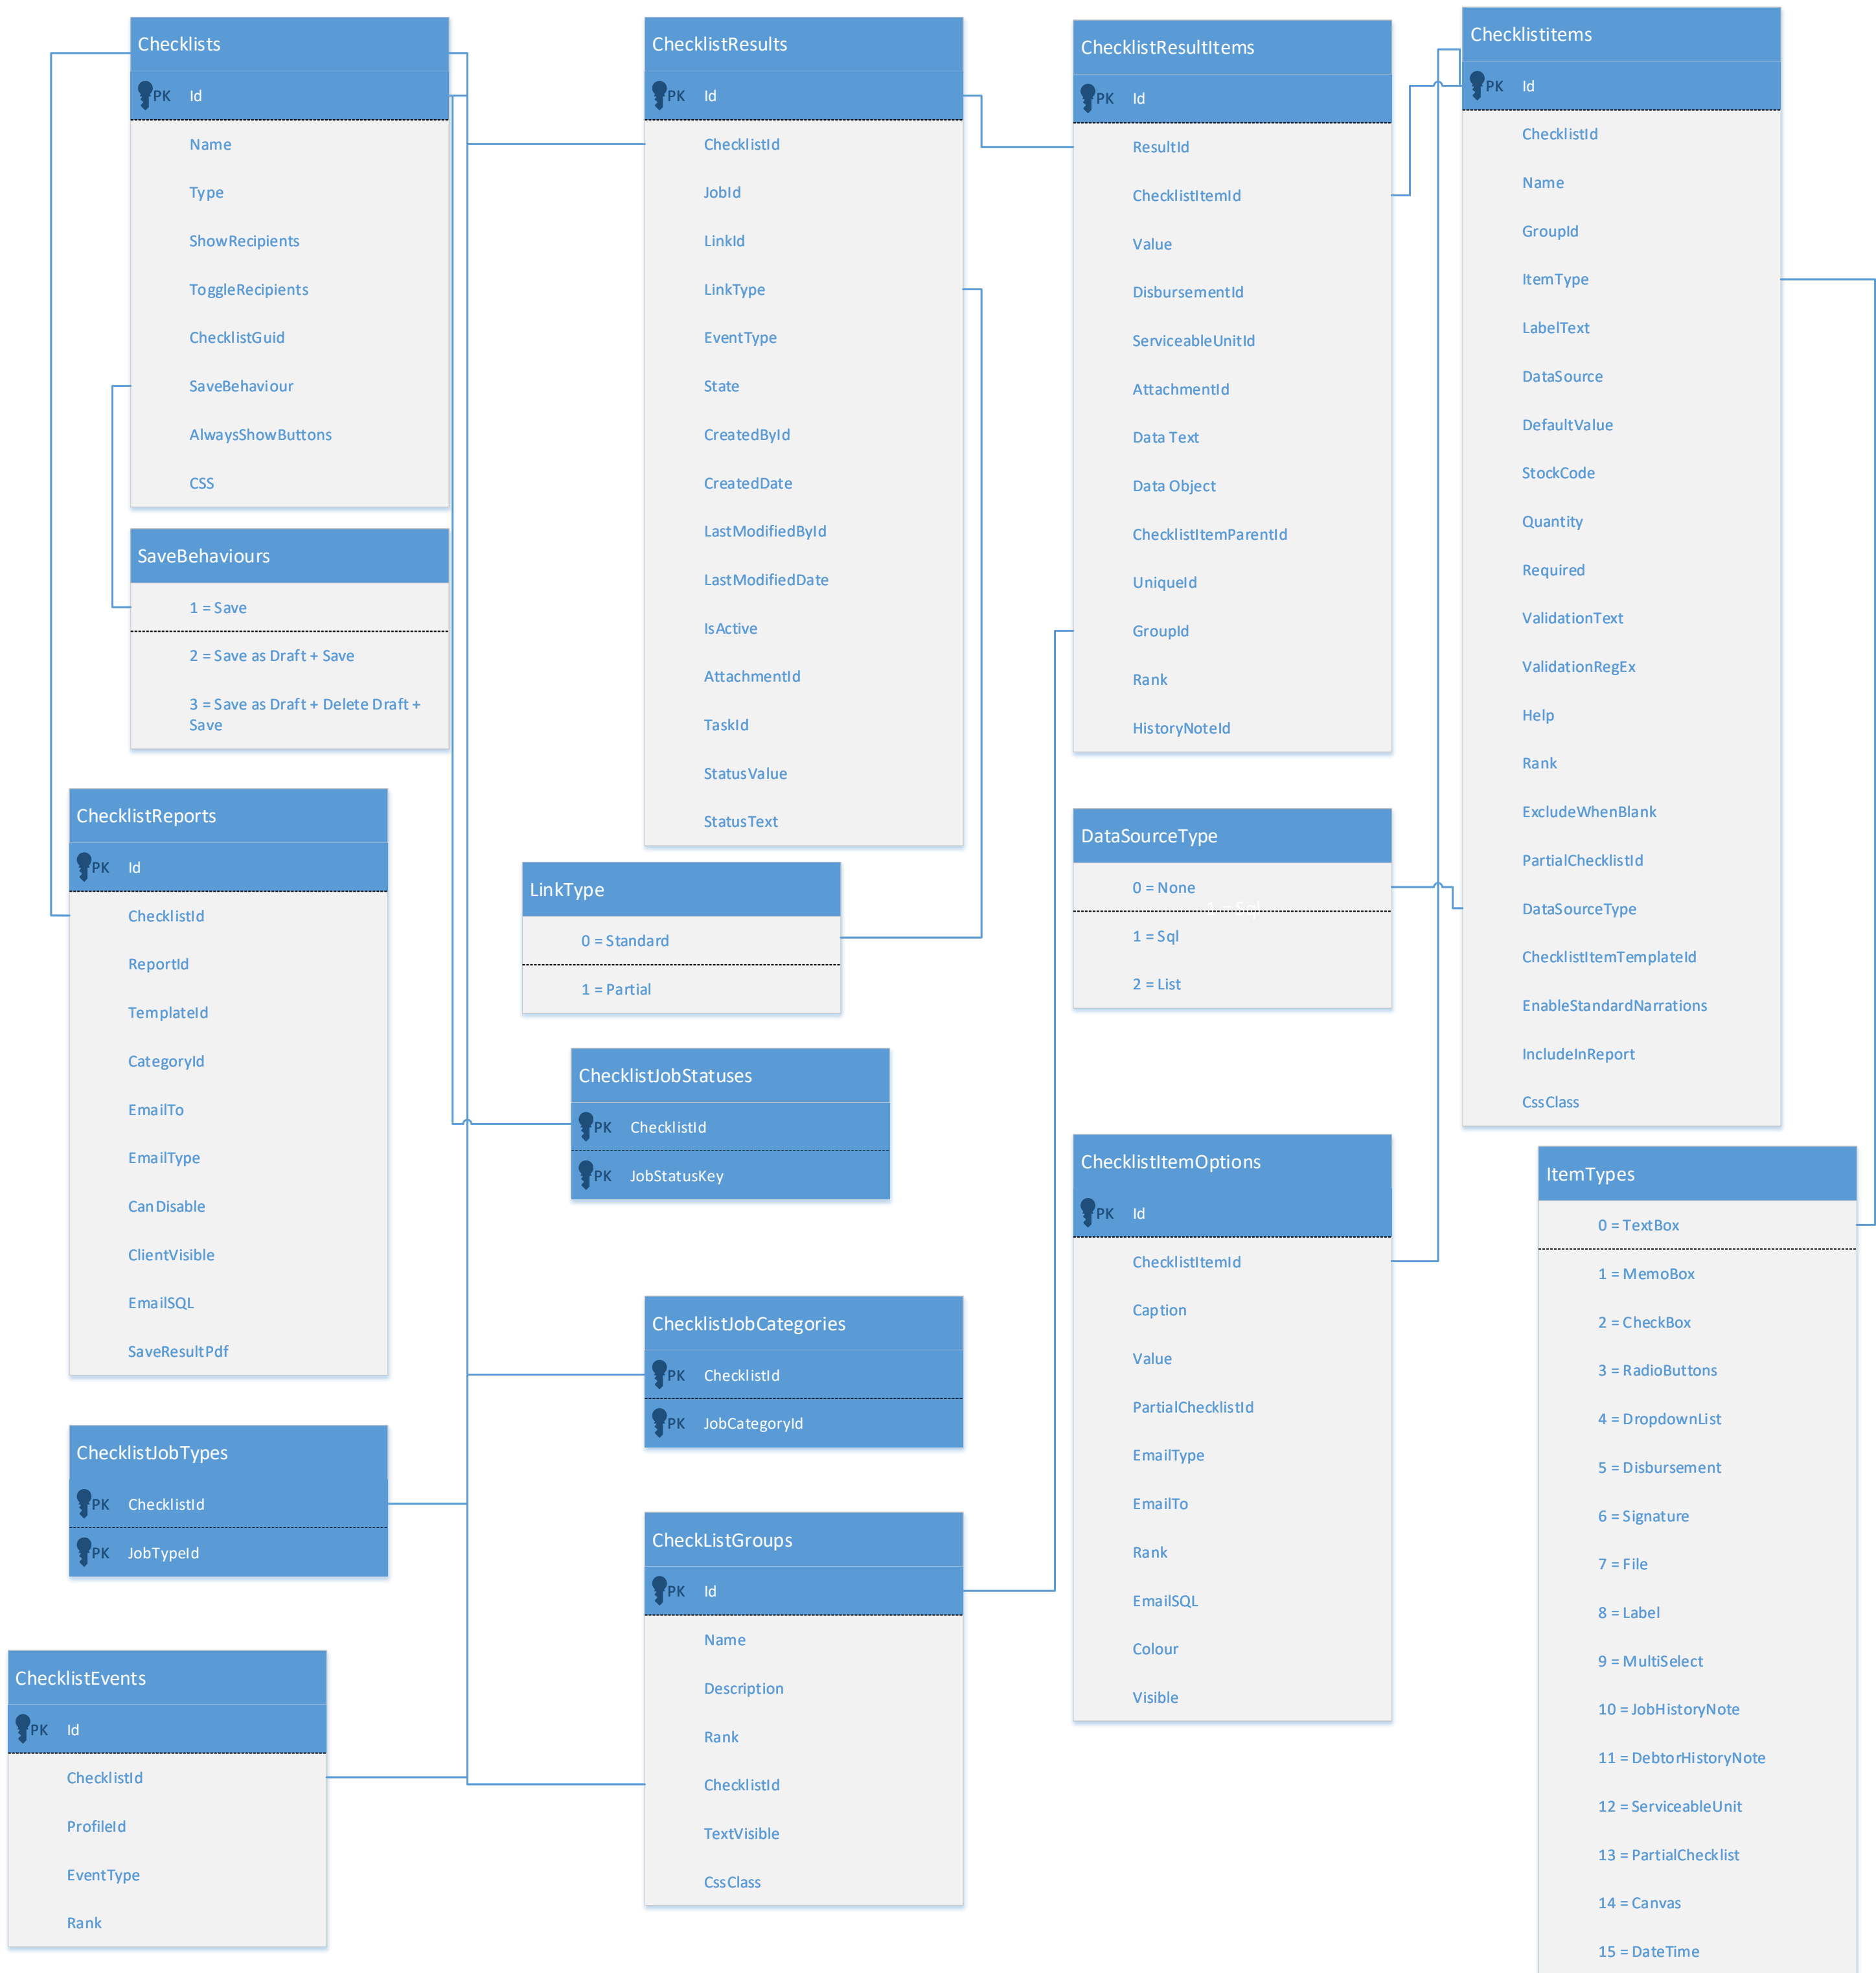 Checklists
PK Id
Name
Type
ShowRecipients
ToggleRecipients
ChecklistGuid
SaveBehaviour
AlwaysShowButtons
CSS
SaveBehaviours
1 = Save
2 = Save as Draft + Save
3 = Save as Draft + Delete Draft +
Save
ChecklistReports
PK Id
ChecklistId
ReportId
TemplateId
CategoryId
EmailTo
EmailType
CanDisable
ClientVisible
EmailSQL
SaveResultPdf
ChecklistJobTypes
PK ChecklistId
PK JobTypeId
ChecklistEvents
PK Id
ChecklistId
ProfileId
EventType
Rank
ChecklistResults
PK Id
ChecklistId
JobId
LinkId
LinkType
EventType
State
CreatedById
CreatedDate
LastModifiedById
LastModifiedDate
IsActive
AttachmentId
TaskId
StatusValue
StatusText
LinkType
0 = Standard
1 = Partial
ChecklistJobStatuses
PK ChecklistId
PK JobStatusKey
ChecklistJobCategories
PK ChecklistId
PK JobCategoryId
CheckListGroups
PK Id
Name
Description
Rank
ChecklistId
TextVisible
CssClass
ChecklistResultItems
PK Id
ResultId
ChecklistItemId
Value
DisbursementId
ServiceableUnitId
AttachmentId
Data Text
Data Object
ChecklistItemParentId
UniqueId
GroupId
Rank
HistoryNoteId
DataSourceType
0 = None
1 = Sql
1 = Sql
2 = List
ChecklistItemOptions
PK Id
ChecklistItemId
Caption
Value
PartialChecklistId
EmailType
EmailTo
Rank
EmailSQL
Colour
Visible
Checklistitems
PK Id
ChecklistId
Name
GroupId
ItemType
LabelText
DataSource
DefaultValue
StockCode
Quantity
Required
ValidationText
ValidationRegEx
Help
Rank
ExcludeWhenBlank
PartialChecklistId
DataSourceType
ChecklistItemTemplateId
EnableStandardNarrations
IncludeInReport
CssClass
ItemTypes
0 = TextBox
1 = MemoBox
2 = CheckBox
3 = RadioButtons
4 = DropdownList
5 = Disbursement
6 = Signature
7 = File
8 = Label
9 = MultiSelect
10 = JobHistoryNote
11 = DebtorHistoryNote
12 = ServiceableUnit
13 = PartialChecklist
14 = Canvas
15 = DateTime